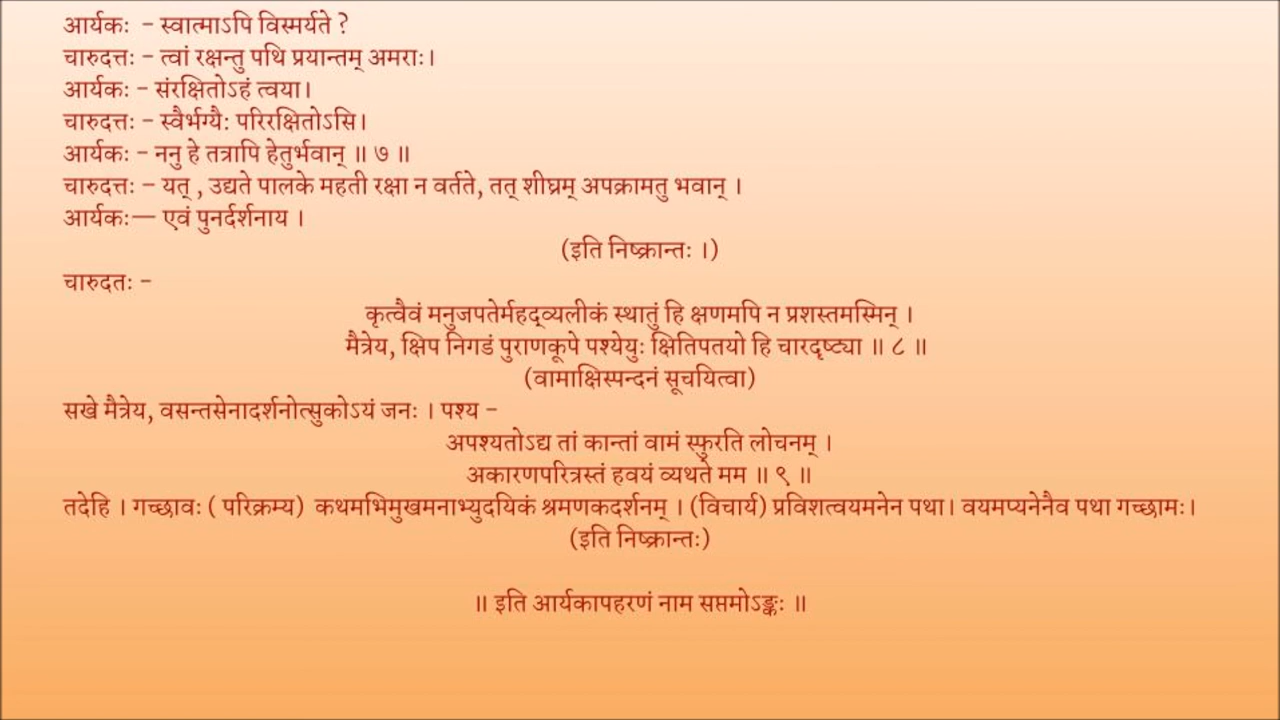 आर्यकः - स्वात्माऽपि विस्मर्यते ?
चारुदत्तः - त्वां रक्षन्तु पथि प्रयान्तम् अमराः।
आर्यकः - संरक्षितोऽहं त्वया।
चारुदत्तः - स्वैर्भग्यै: परिरक्षितोऽसि।
आर्यकः - ननु हे तत्रापि हेतुर्भवान् ॥ ७ ॥
चारुदत्तः - यत् , उद्यते पालके महती रक्षा न वर्तते, तत् शीघ्रम् अपक्रामतु भवान् ।
आर्यकः— एवं पुनर्दर्शनाय ।
(इति निष्क्रान्तः ।)
चारुदतः -
कृत्वैवं मनुजपतेर्महद्व्यलीकं स्थातुं हि क्षणमपि न प्रशस्तमस्मिन् ।
मैत्रेय, क्षिप निगडं पुराणकूपे पश्येयुः क्षितिपतयो हि चारदृष्ट्या ॥ ८ ॥
(वामाक्षिस्पन्दनं सूचयित्वा)
सखे मैत्रेय, वसन्तसेनादर्शनोत्सुकोऽयं जनः । पश्य -
अपश्यतोऽद्य तां कान्तां वामं स्फुरति लोचनम् ।
अकारणपरित्रस्तं हवयं व्यथते मम ॥ ९ ॥
तदेहि । गच्छावः ( परिक्रम्य) कथमभिमुखमनाभ्युदयिकं श्रमणकदर्शनम् । (विचार्य) प्रविशत्वयमनेन पथा। वयमप्यनेनैव पथा गच्छामः।
(इति निष्क्रान्तः)
॥ इति आर्यकापहरणं नाम सप्तमोऽङ्कः ॥